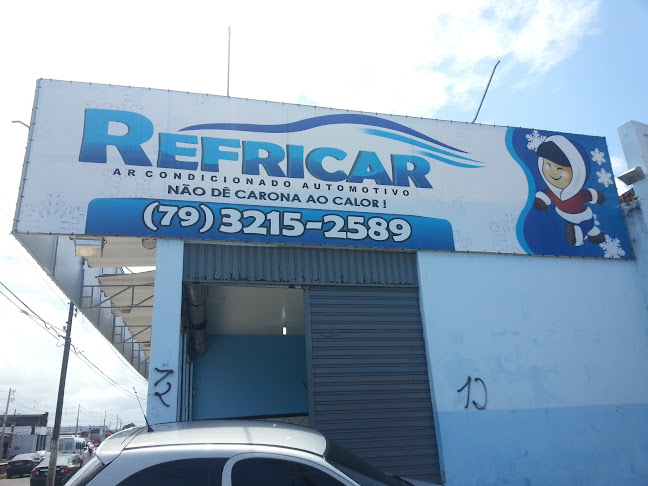 REFRICAR
AR CONDICIONADO AUTOMOTIVO
NÃO DÊ CARONA AO CALOR !
(79) 3215-2589